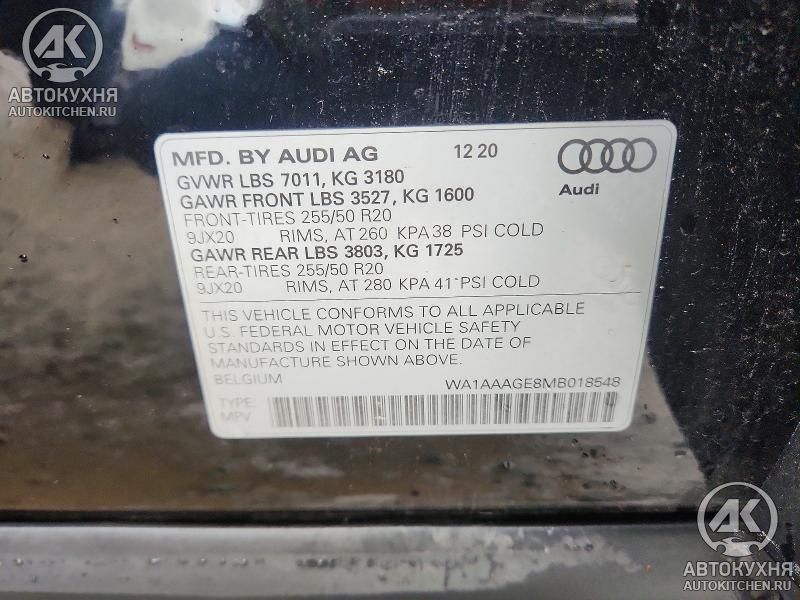 AK
АВТОКУХНЯ
AUTOKITCHEN.RU
MFD. BY AUDI AG 12 20
GVWR LBS 7011, KG 3180
GAWR FRONT LBS 3527, KG 1600
FRONT-TIRES 255/50 R20
9JX20 RIMS, AT 260 KPA 38 PSI COLD
GAWR REAR LBS 3803, KG 1725
REAR-TIRES 255/50 R20
9JX20 RIMS, AT 280 KPA 41 PSI COLD
Audi
THIS VEHICLE CONFORMS TO ALL APPLICABLE
U.S. FEDERAL MOTOR VEHICLE SAFETY
STANDARDS IN EFFECT ON THE DATE OF
MANUFACTURE SHOWN ABOVE.
BELGIUM WA1AAAGE8MB018548
TYPE:
MPV
AK
АВТОКУХНЯ
AUTOKITCHEN.RU